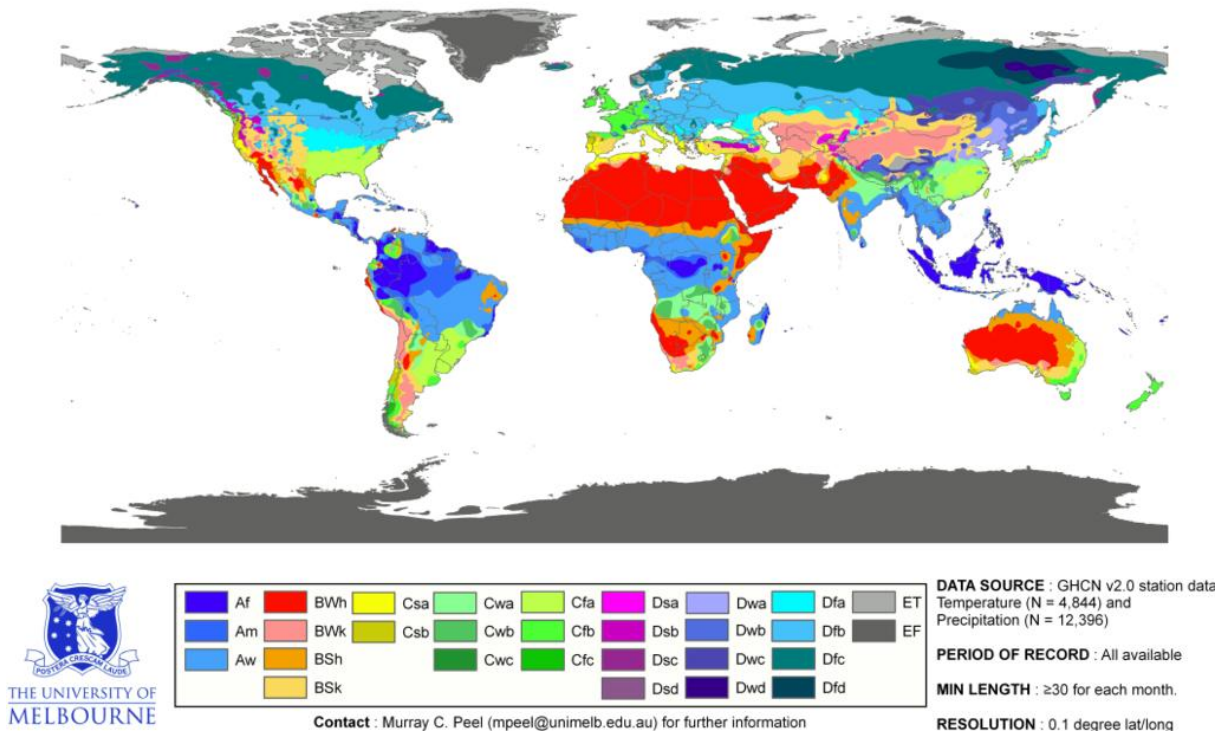 Af
Am
Aw
BWh
BWk
BSh
BSk
Csa
Csb
Cwa
Cwb
Cwc
Cfa
Cfb
Cfc
Dsa
Dsb
Dsc
Dsd
Dwa
Dwb
Dwc
Dwd
Dfa
Dfb
Dfc
Dfd
ET
EF
DATA SOURCE : GHCN v2.0 station data
Temperature (N = 4,844) and
Precipitation (N = 12,396)
PERIOD OF RECORD : All available
MIN LENGTH : ≥30 for each month.
RESOLUTION : 0.1 degree lat/long
POSTERA CRESCAM LAUDE
THE UNIVERSITY OF
MELBOURNE
Contact : Murray C. Peel (mpeel@unimelb.edu.au) for further information